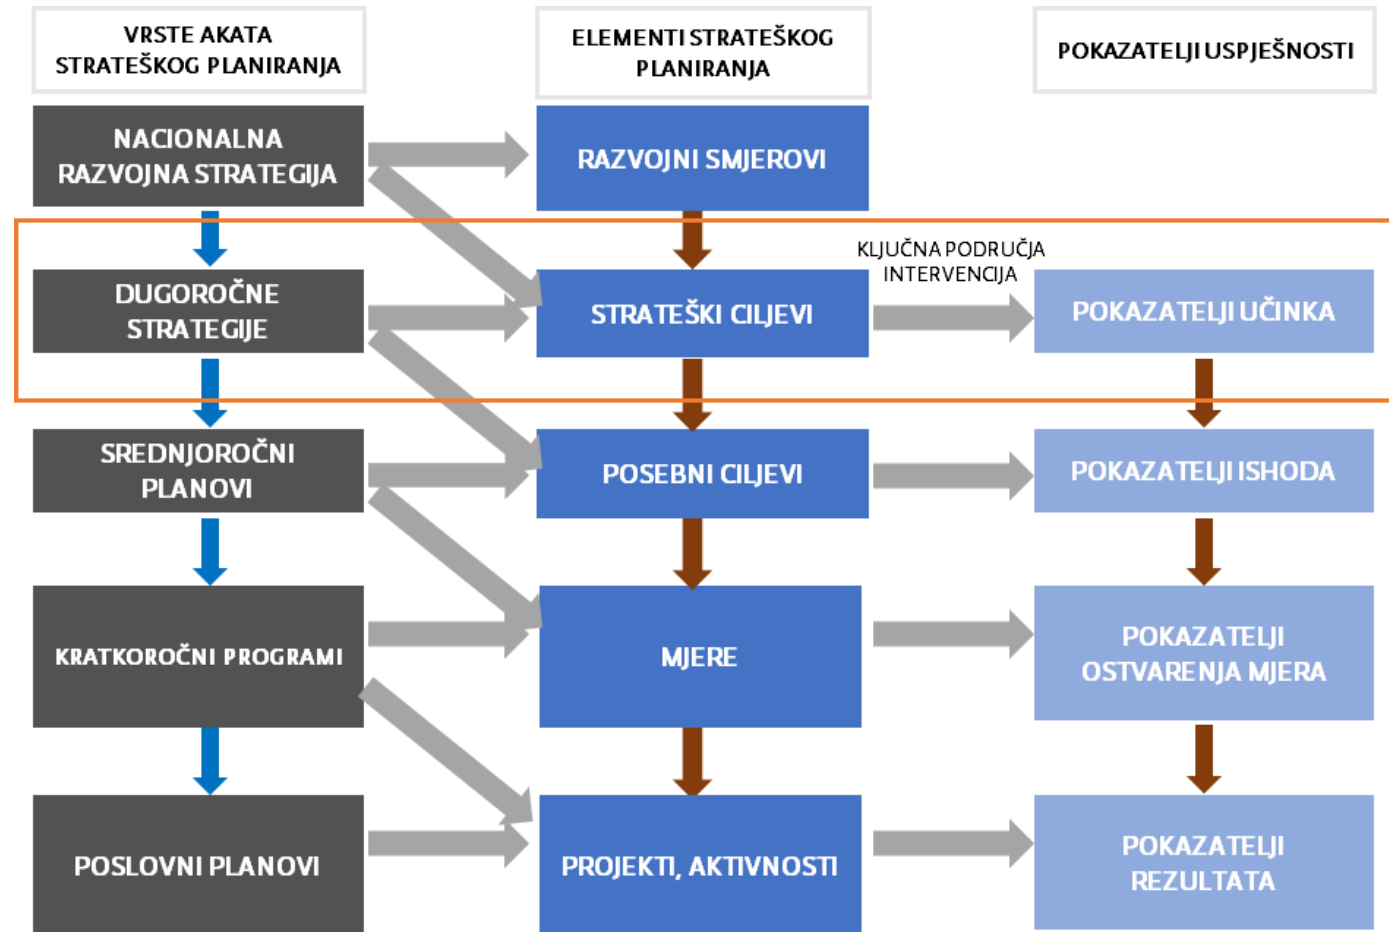 VRSTE AKATA
STRATEŠKOG PLANIRANJA
ELEMENTI STRATEŠKOG
PLANIRANJA
POKAZATELJI USPJEŠNOSTI
NACIONALNA
RAZVOJNA STRATEGIJA
RAZVOJNI SMJEROVI
DUGOROČNE
STRATEGIJE
STRATEŠKI CILJEVI
KLJUČNA PODRUČJA
INTERVENCIJA
POKAZATELJI UČINKA
SREDNJOROČNI
PLANOVI
POSEBNI CILJEVI
POKAZATELJI ISHODA
KRATKOROČNI PROGRAMI
MJERE
POKAZATELJI
OSTVARENJA MJERA
POSLOVNI PLANOVI
PROJEKTI, AKTIVNOSTI
POKAZATELJI
REZULTATA